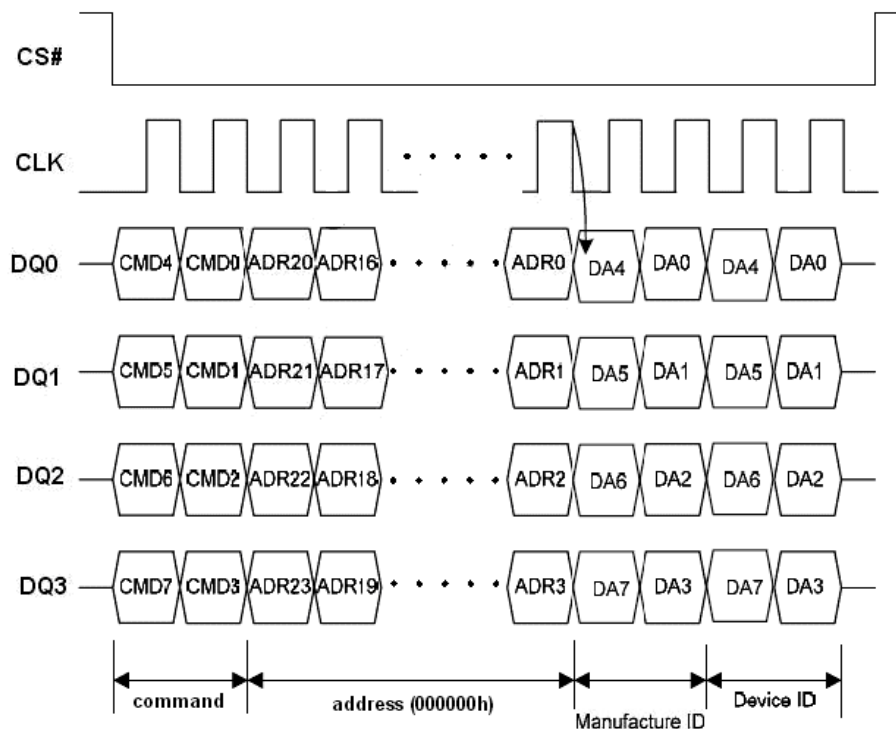 CS#
CLK
DQ0 CMD4 CMD0 ADR20 ADR16 ADR0 DA4 DA0 DA4 DA0
DQ1 CMD5 CMD1 ADR21 ADR17 ADR1 DA5 DA1 DA5 DA1
DQ2 CMD6 CMD2 ADR22 ADR18 ADR2 DA6 DA2 DA6 DA2
DQ3 CMD7 CMD3 ADR23 ADR19 ADR3 DA7 DA3 DA7 DA3
command address (000000h) Manufacture ID Device ID